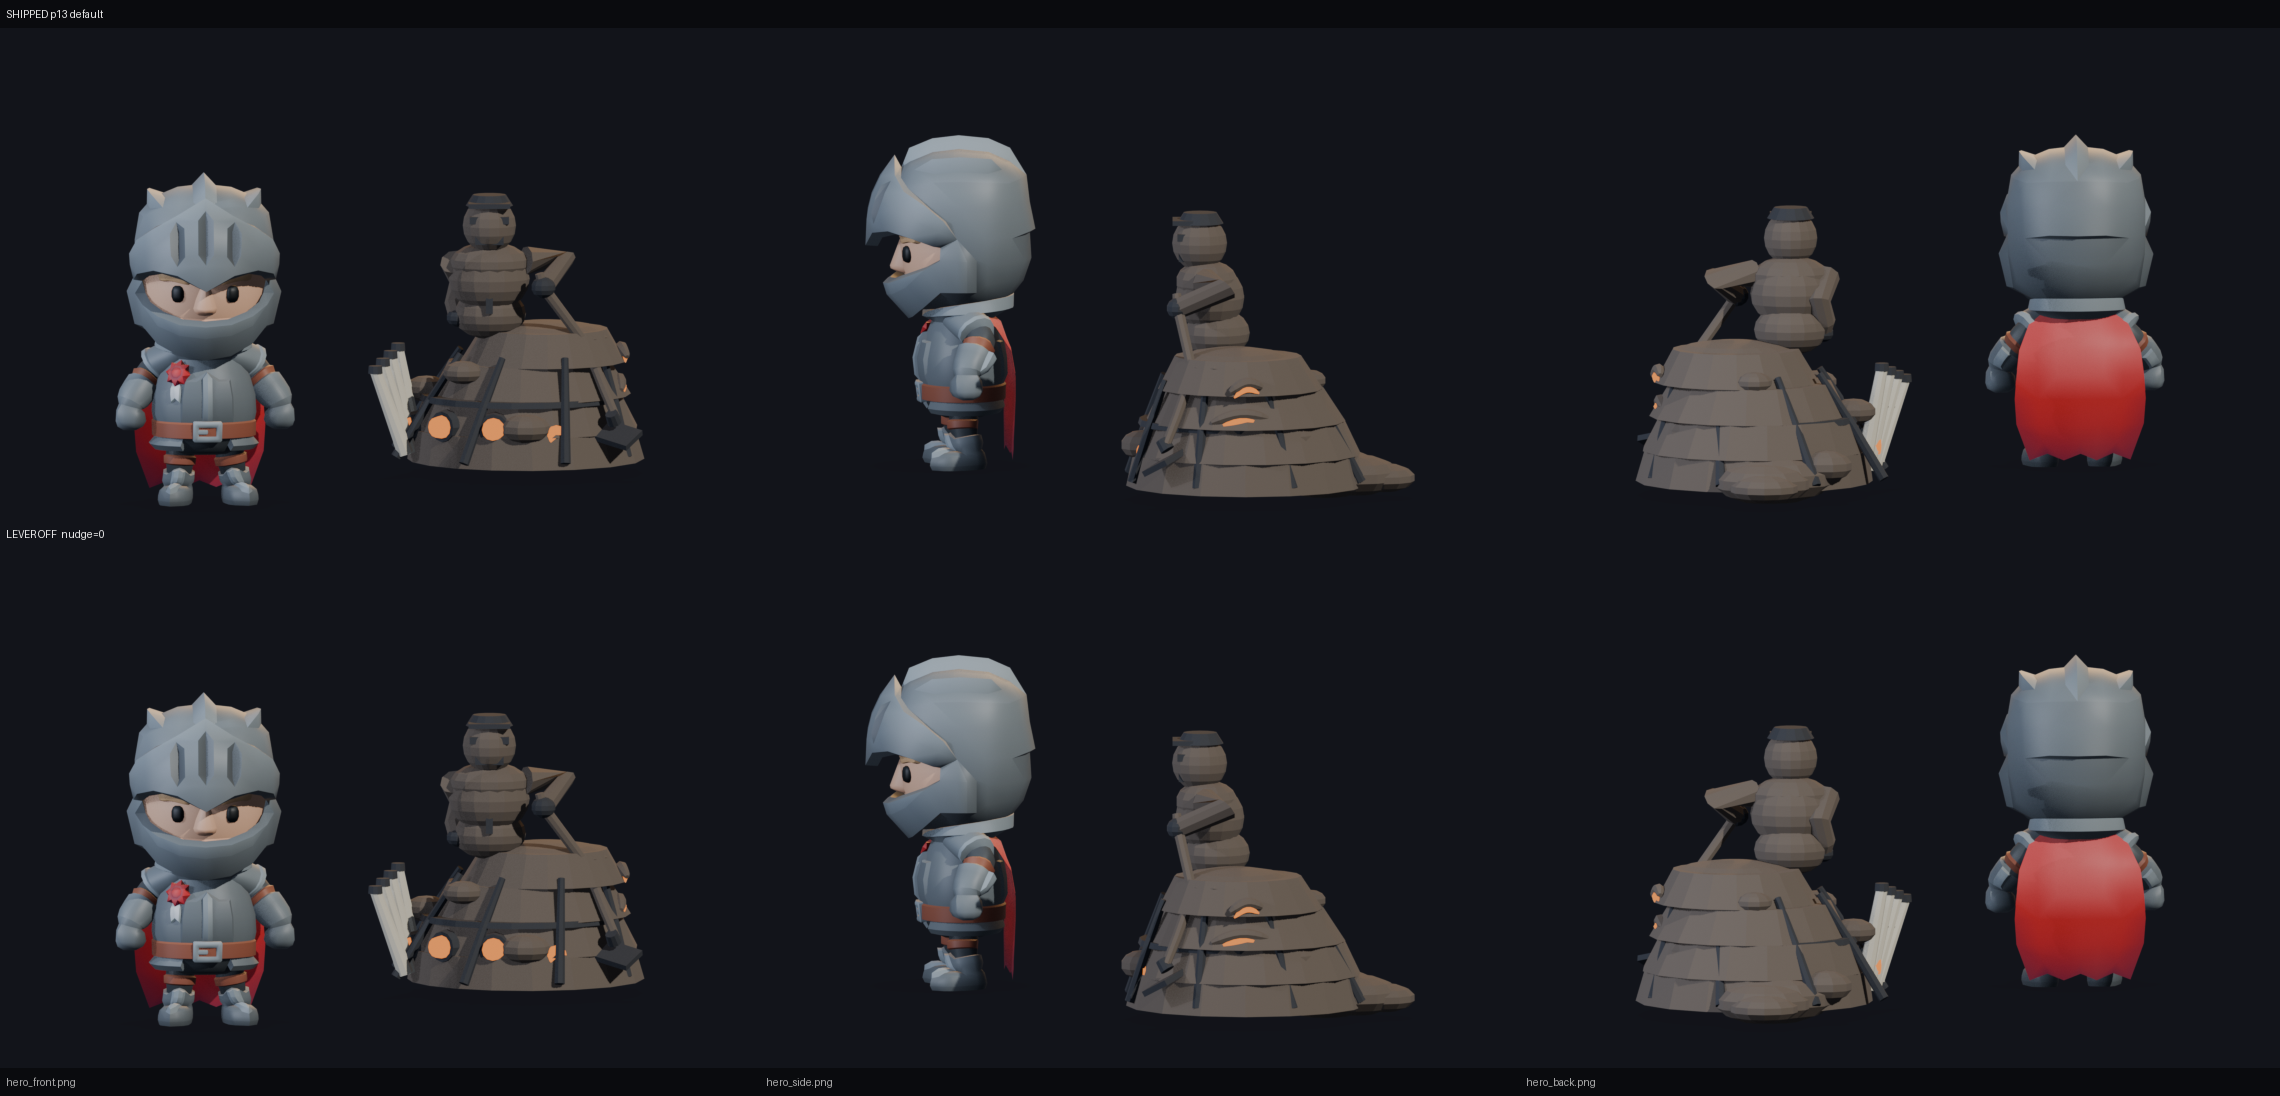 SHIPPED p13 default
LEVEROFF nudge=0
hero_front.png
hero_side.png
hero_back.png